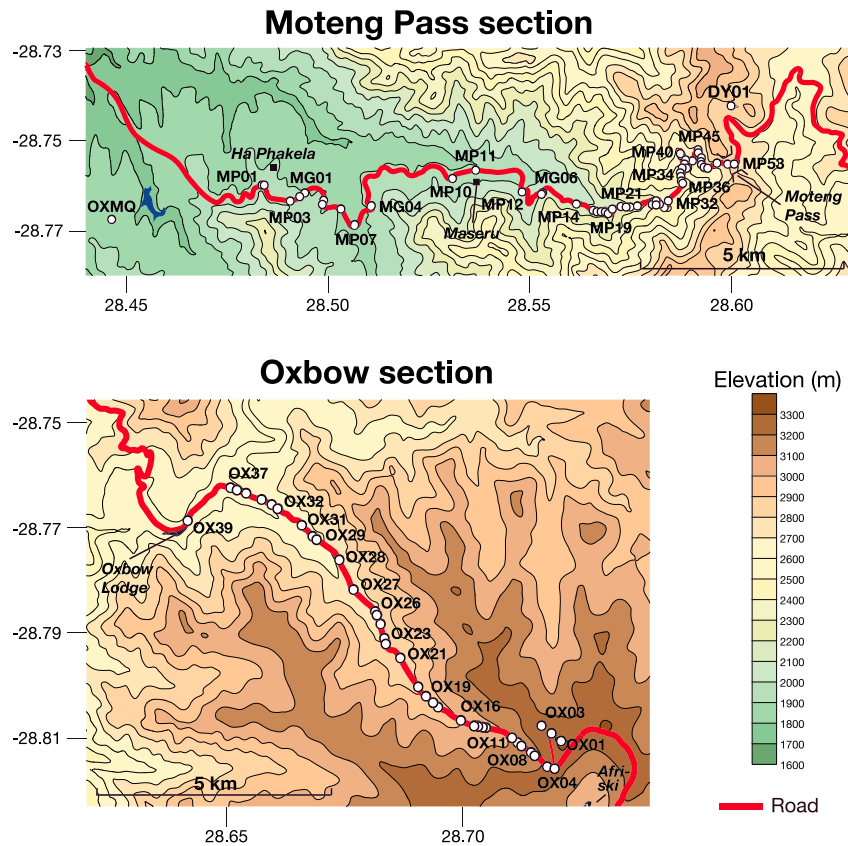 Moteng Pass section
-28.73
-28.75
-28.77
DY01
MP45
MP40
Ha Phakela
MP11
MP53
MP01
MG01
MG06
MP34
MP36
MP10
MP21
OXMQ
MP12
MP32
Moteng
Pass
MP03
MG04
MP14
MP19
MP07
Maseru
5 km
28.45
28.50
28.55
28.60
Oxbow section
Elevation (m)
-28.75
-28.77
-28.79
-28.81
OX37
OX32
OX31
OX39
OX29
OX28
Oxbow
Lodge
OX27
OX26
OX23
OX21
OX19
OX16
OX03
OX11
OX01
OX08
OX04
Afri-
ski
5 km
28.65
28.70
3300
3200
3100
3000
2900
2800
2700
2600
2500
2400
2300
2200
2100
2000
1900
1800
1700
1600
Road